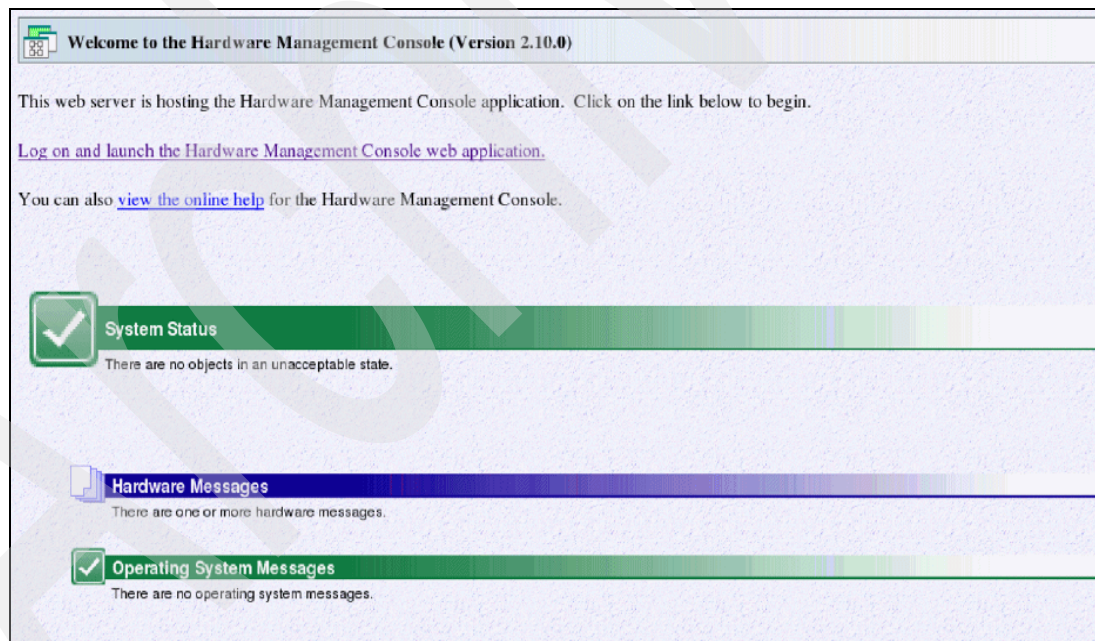 Welcome to the Hardware Management Console (Version 2.10.0)
This web server is hosting the Hardware Management Console application. Click on the link below to begin.
Log on and launch the Hardware Management Console web application.
You can also view the online help for the Hardware Management Console.
System Status
There are no objects in an unacceptable state.
Hardware Messages
There are one or more hardware messages.
Operating System Messages
There are no operating system messages.